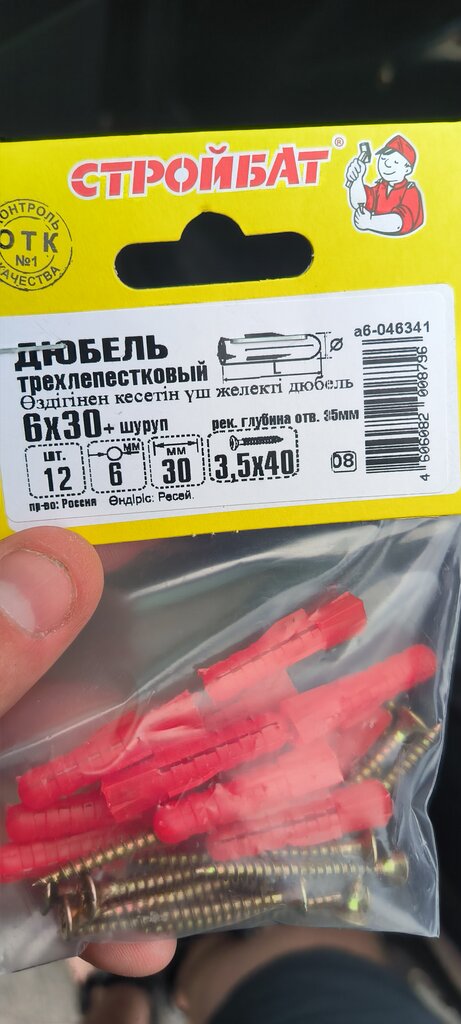 СТРОЙБАТ®
КОНТРОЛЬ
ОТК
№1
КАЧЕСТВА
ДЮБЕЛЬ
а6-046341
трехлепестковый
Өздігінен кесетін үш желекті дюбель
6х30 + шуруп
рек. глубина отв. 35мм
шт.
12
мм
6
мм
30
3,5х40
08
4 606082 008796
пр-во: Россия Өндіріс: Ресей.